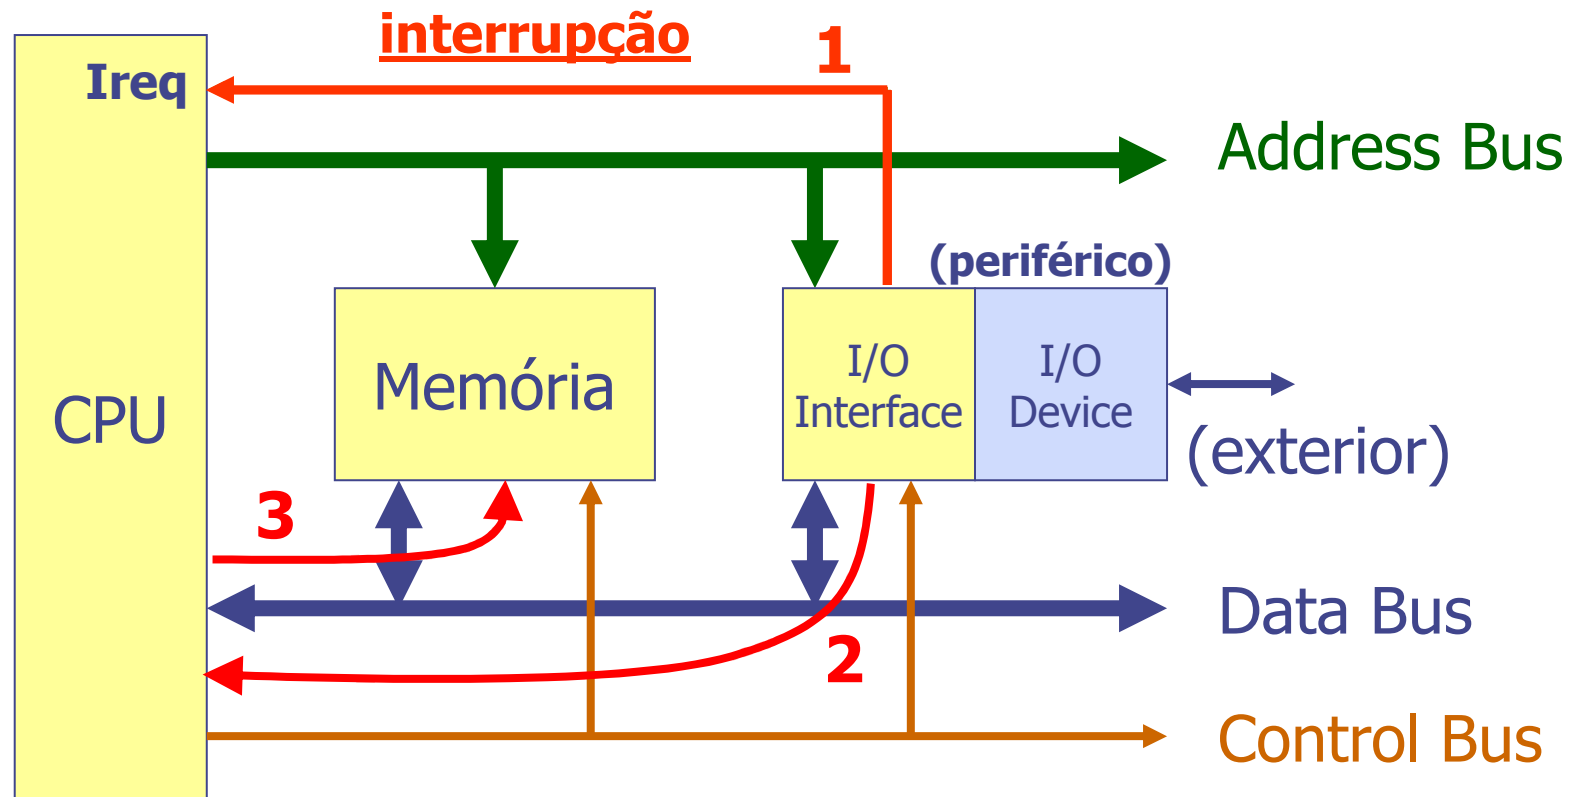 interrupção
1
Ireq
Address Bus
(periférico)
I/O
Interface
I/O
Device
Memória
CPU
(exterior)
3
Data Bus
2
Control Bus